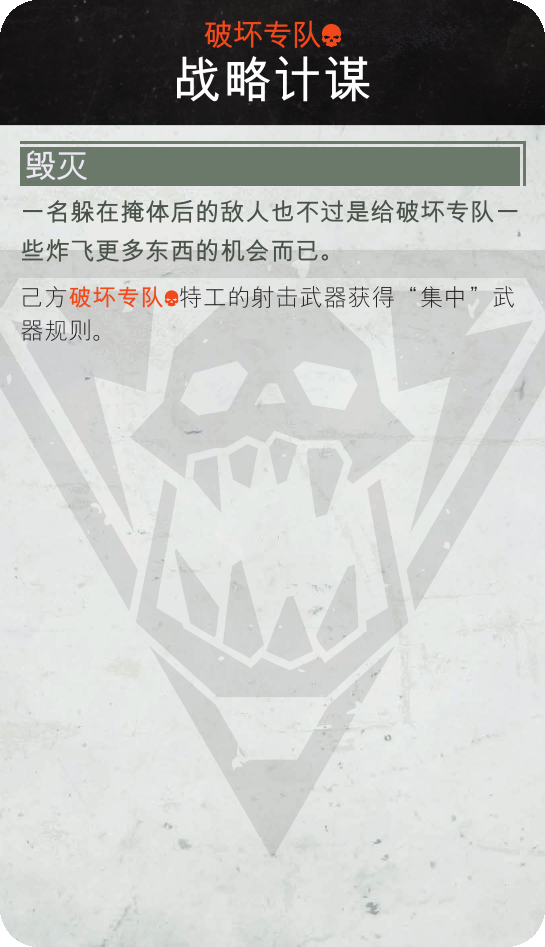 破坏专队
战略计谋
毁灭
一名躲在掩体后的敌人也不过是给破坏专队一
些炸飞更多东西的机会而已。
己方破坏专队特工的射击武器获得“集中”武
器规则。